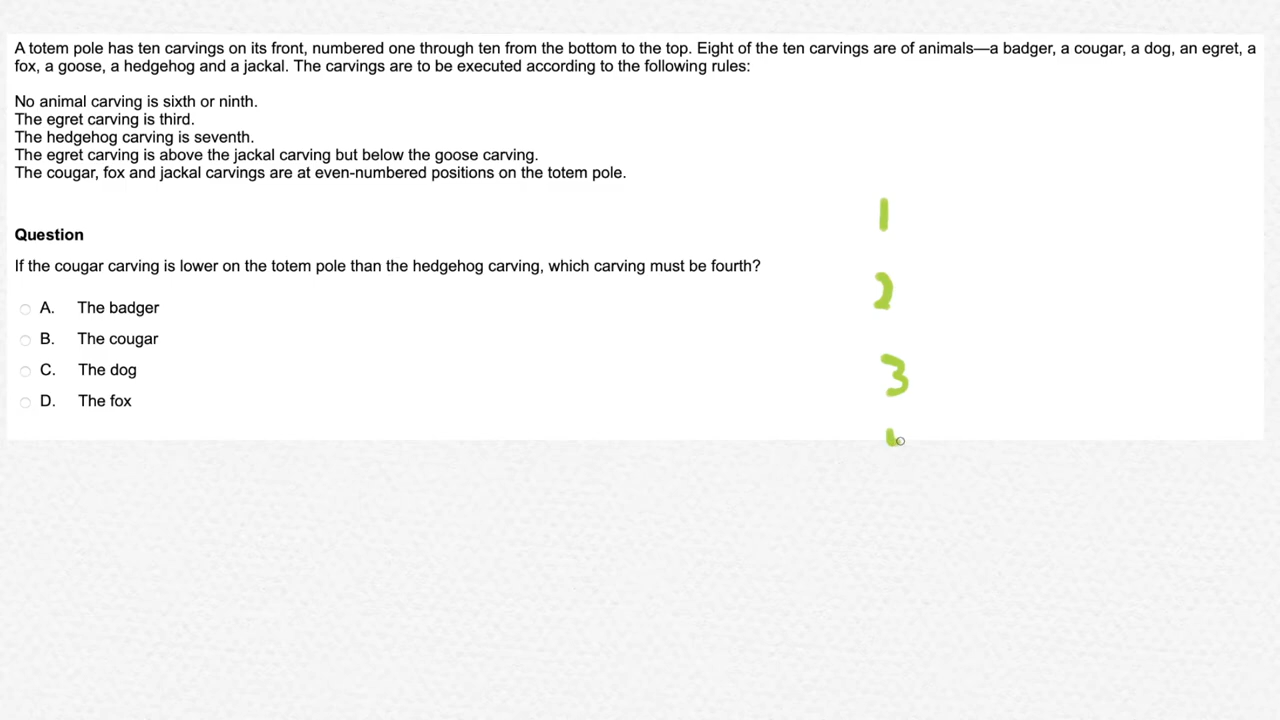 A totem pole has ten carvings on its front, numbered one through ten from the bottom to the top. Eight of the ten carvings are of animals—a badger, a cougar, a dog, an egret, a
fox, a goose, a hedgehog and a jackal. The carvings are to be executed according to the following rules:
No animal carving is sixth or ninth.
The egret carving is third.
The hedgehog carving is seventh.
The egret carving is above the jackal carving but below the goose carving.
The cougar, fox and jackal carvings are at even-numbered positions on the totem pole.
Question
If the cougar carving is lower on the totem pole than the hedgehog carving, which carving must be fourth?
A. The badger
B. The cougar
C. The dog
D. The fox
1
2
3